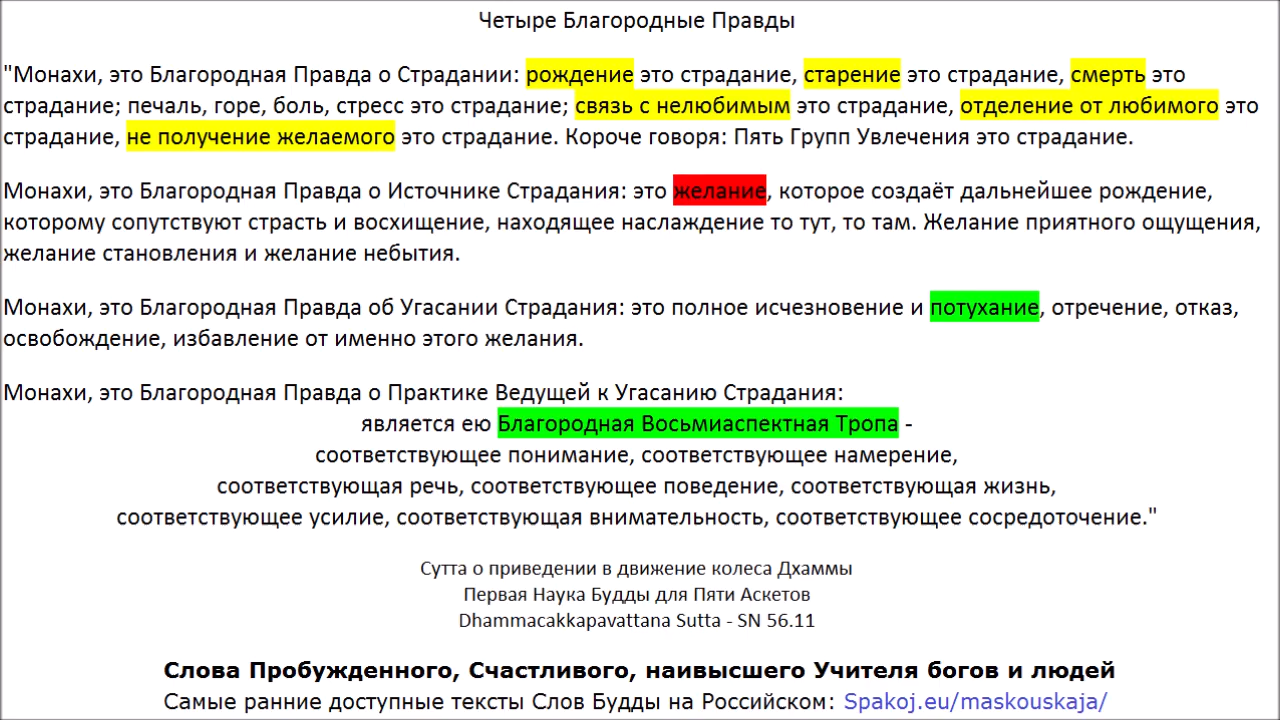 Четыре Благородные Правды
"Монахи, это Благородная Правда о Страдании: рождение это страдание, старение это страдание, смерть это
страдание; печаль, горе, боль, стресс это страдание; связь с нелюбимым это страдание, отделение от любимого это
страдание, не получение желаемого это страдание. Короче говоря: Пять Групп Увлечения это страдание.
Монахи, это Благородная Правда о Источнике Страдания: это желание, которое создаёт дальнейшее рождение,
которому сопутствуют страсть и восхищение, находящее наслаждение то тут, то там. Желание приятного ощущения,
желание становления и желание небытия.
Монахи, это Благородная Правда об Угасании Страдания: это полное исчезновение и потухание, отречение, отказ,
освобождение, избавление от именно этого желания.
Монахи, это Благородная Правда о Практике Ведущей к Угасанию Страдания:
является ею Благородная Восьмиаспектная Тропа -
соответствующее понимание, соответствующее намерение,
соответствующая речь, соответствующее поведение, соответствующая жизнь,
соответствующее усилие, соответствующая внимательность, соответствующее сосредоточение."
Сутта о приведении в движение колеса Дхаммы
Первая Наука Будды для Пяти Аскетов
Dhammacakkapavattana Sutta - SN 56.11
Слова Пробужденного, Счастливого, наивысшего Учителя богов и людей
Самые ранние доступные тексты Слов Будды на Российском: Spakoj.eu/maskouskaja/